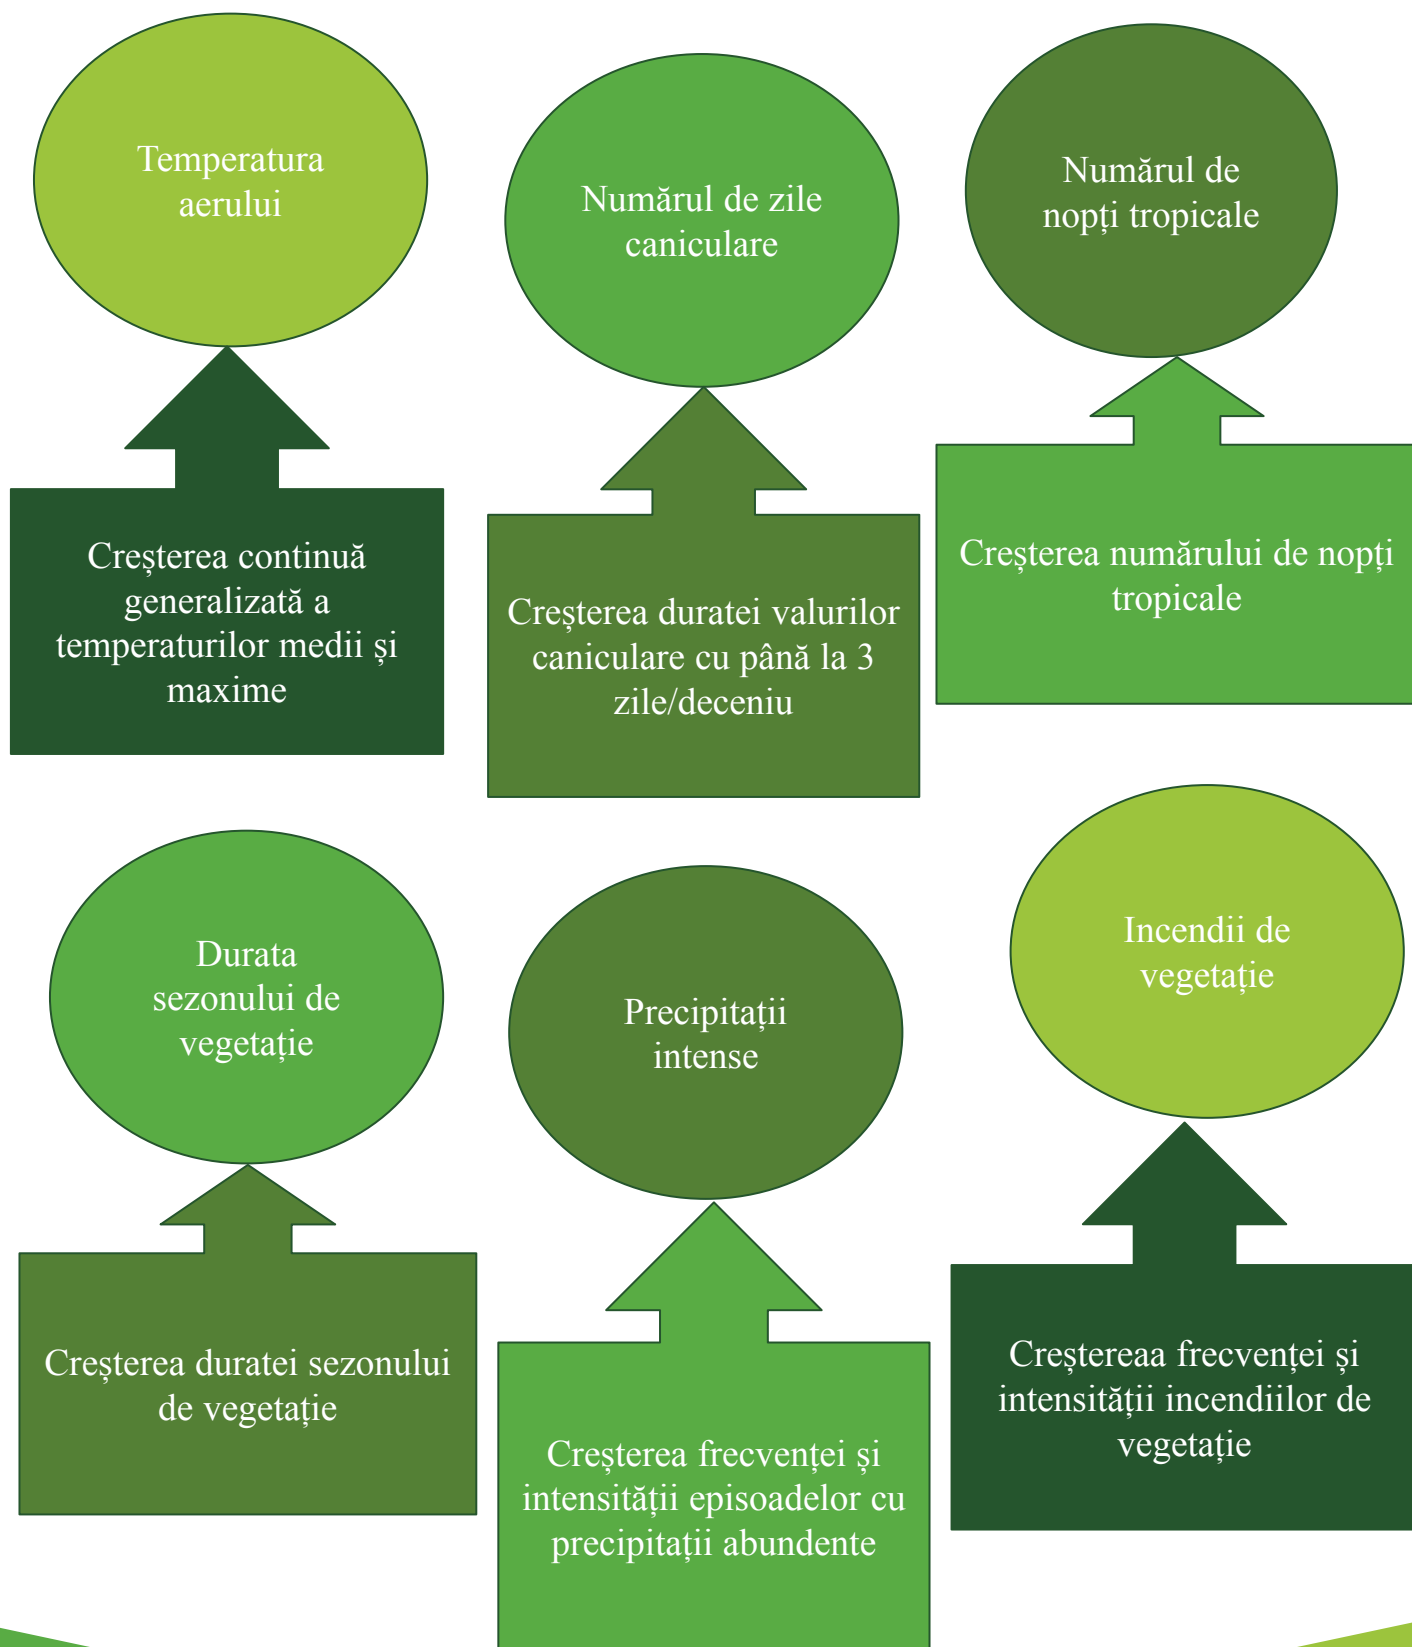 Temperatura
aerului
Numărul de zile
caniculare
Numărul de
nopți tropicale
Creșterea continuă
generalizată a
temperaturilor medii și
maxime
Creșterea duratei valurilor
caniculare cu până la 3
zile/deceniu
Creșterea numărului de nopți
tropicale
Durata
sezonului de
vegetație
Precipitații
intense
Incendii de
vegetație
Creșterea duratei sezonului
de vegetație
Creșterea frecvenței și
intensității episoadelor cu
precipitații abundente
Creștereaa frecvenței și
intensității incendiilor de
vegetație